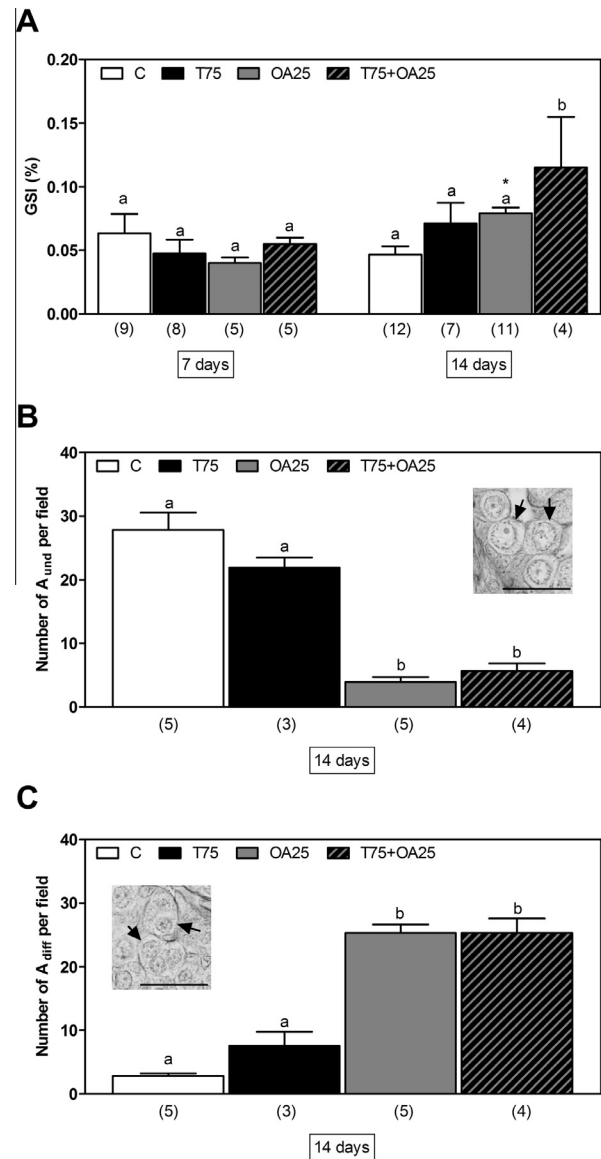 A
C T75 OA25 T75+OA25
GSI (%)
0.20
0.15
0.10
0.05
0.00
a a a a a a * a b
(9) (8) (5) (5) (12) (7) (11) (4)
7 days 14 days
B
C T75 OA25 T75+OA25
Number of A und per field
40
30
20
10
0
a a b b
(5) (3) (5) (4)
14 days
C
C T75 OA25 T75+OA25
Number of A diff per field
40
30
20
10
0
a a b b
(5) (3) (5) (4)
14 days